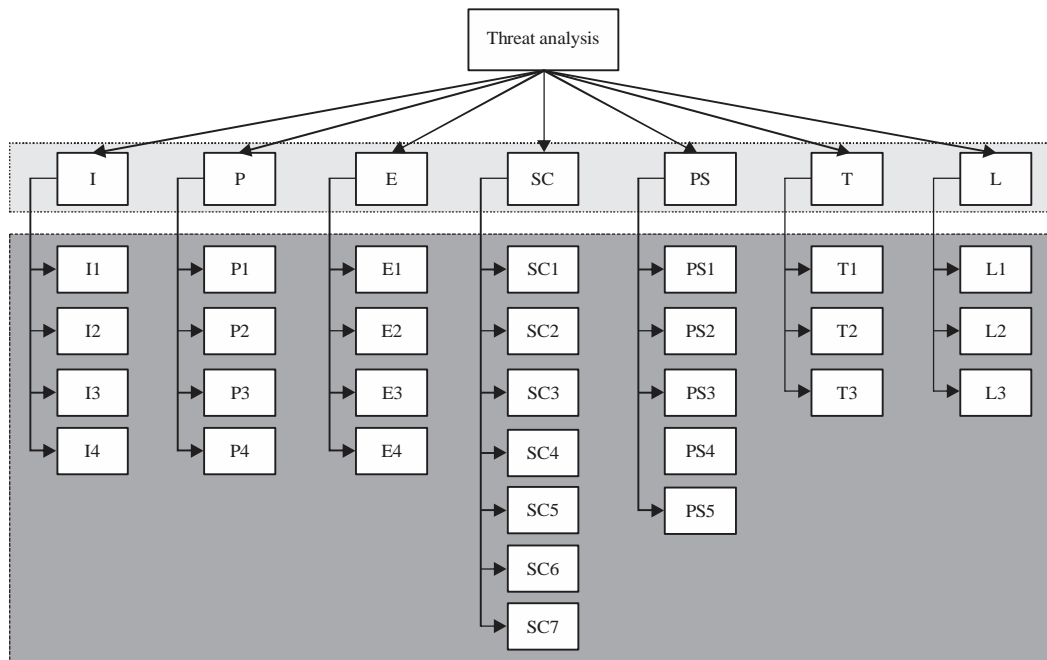 Threat analysis
I P E SC PS T L
I1 P1 E1 SC1 PS1 T1 L1
I2 P2 E2 SC2 PS2 T2 L2
I3 P3 E3 SC3 PS3 T3 L3
I4 P4 E4 SC4 PS4
SC5 PS5
SC6
SC7